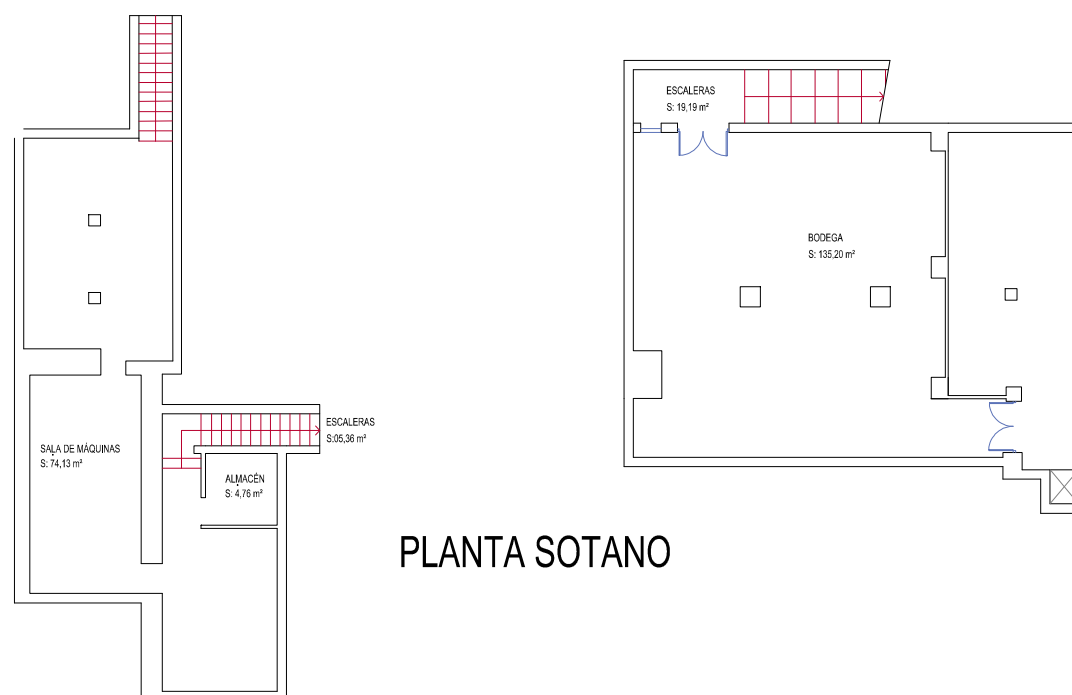 ESCALERAS
S: 19,19 m²
BODEGA
S: 135,20 m²
ESCALERAS
S:05,36 m²
SALA DE MÁQUINAS
S: 74,13 m²
ALMACÉN
S: 4,76 m²
PLANTA SOTANO